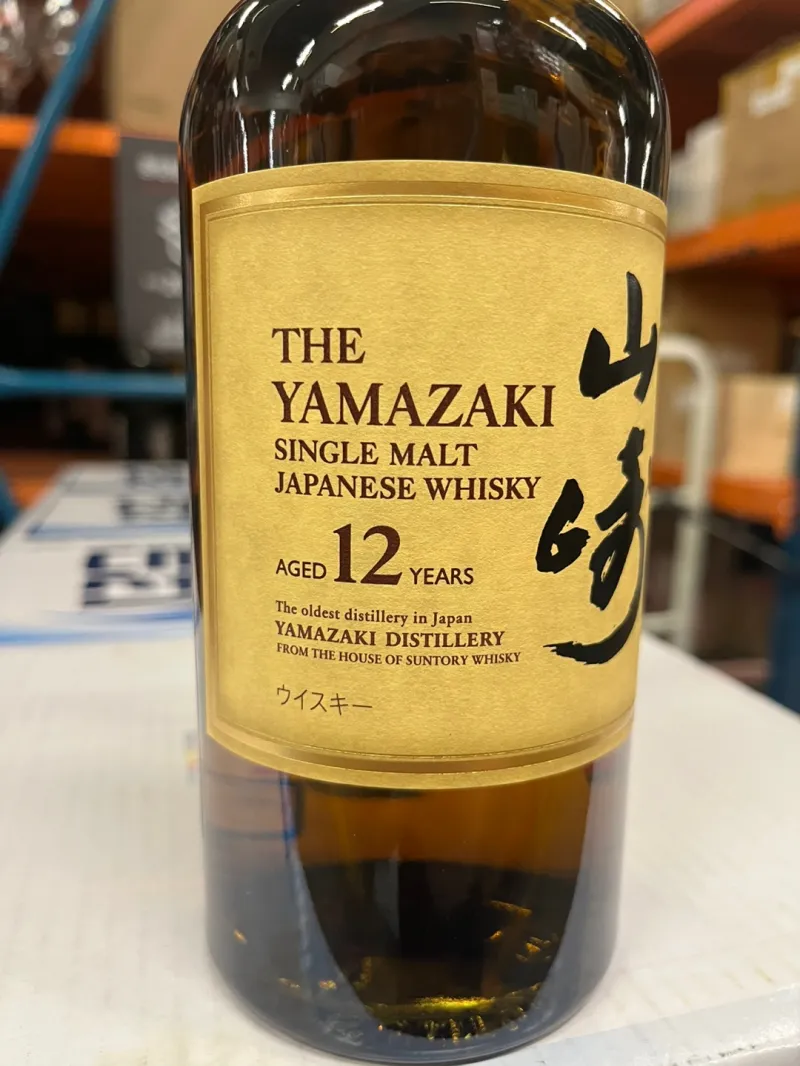 THE
YAMAZAKI
SINGLE MALT
JAPANESE WHISKY
AGED 12 YEARS
The oldest distillery in Japan
YAMAZAKI DISTILLERY
FROM THE HOUSE OF SUNTORY WHISKY
ウイスキー
山
崎